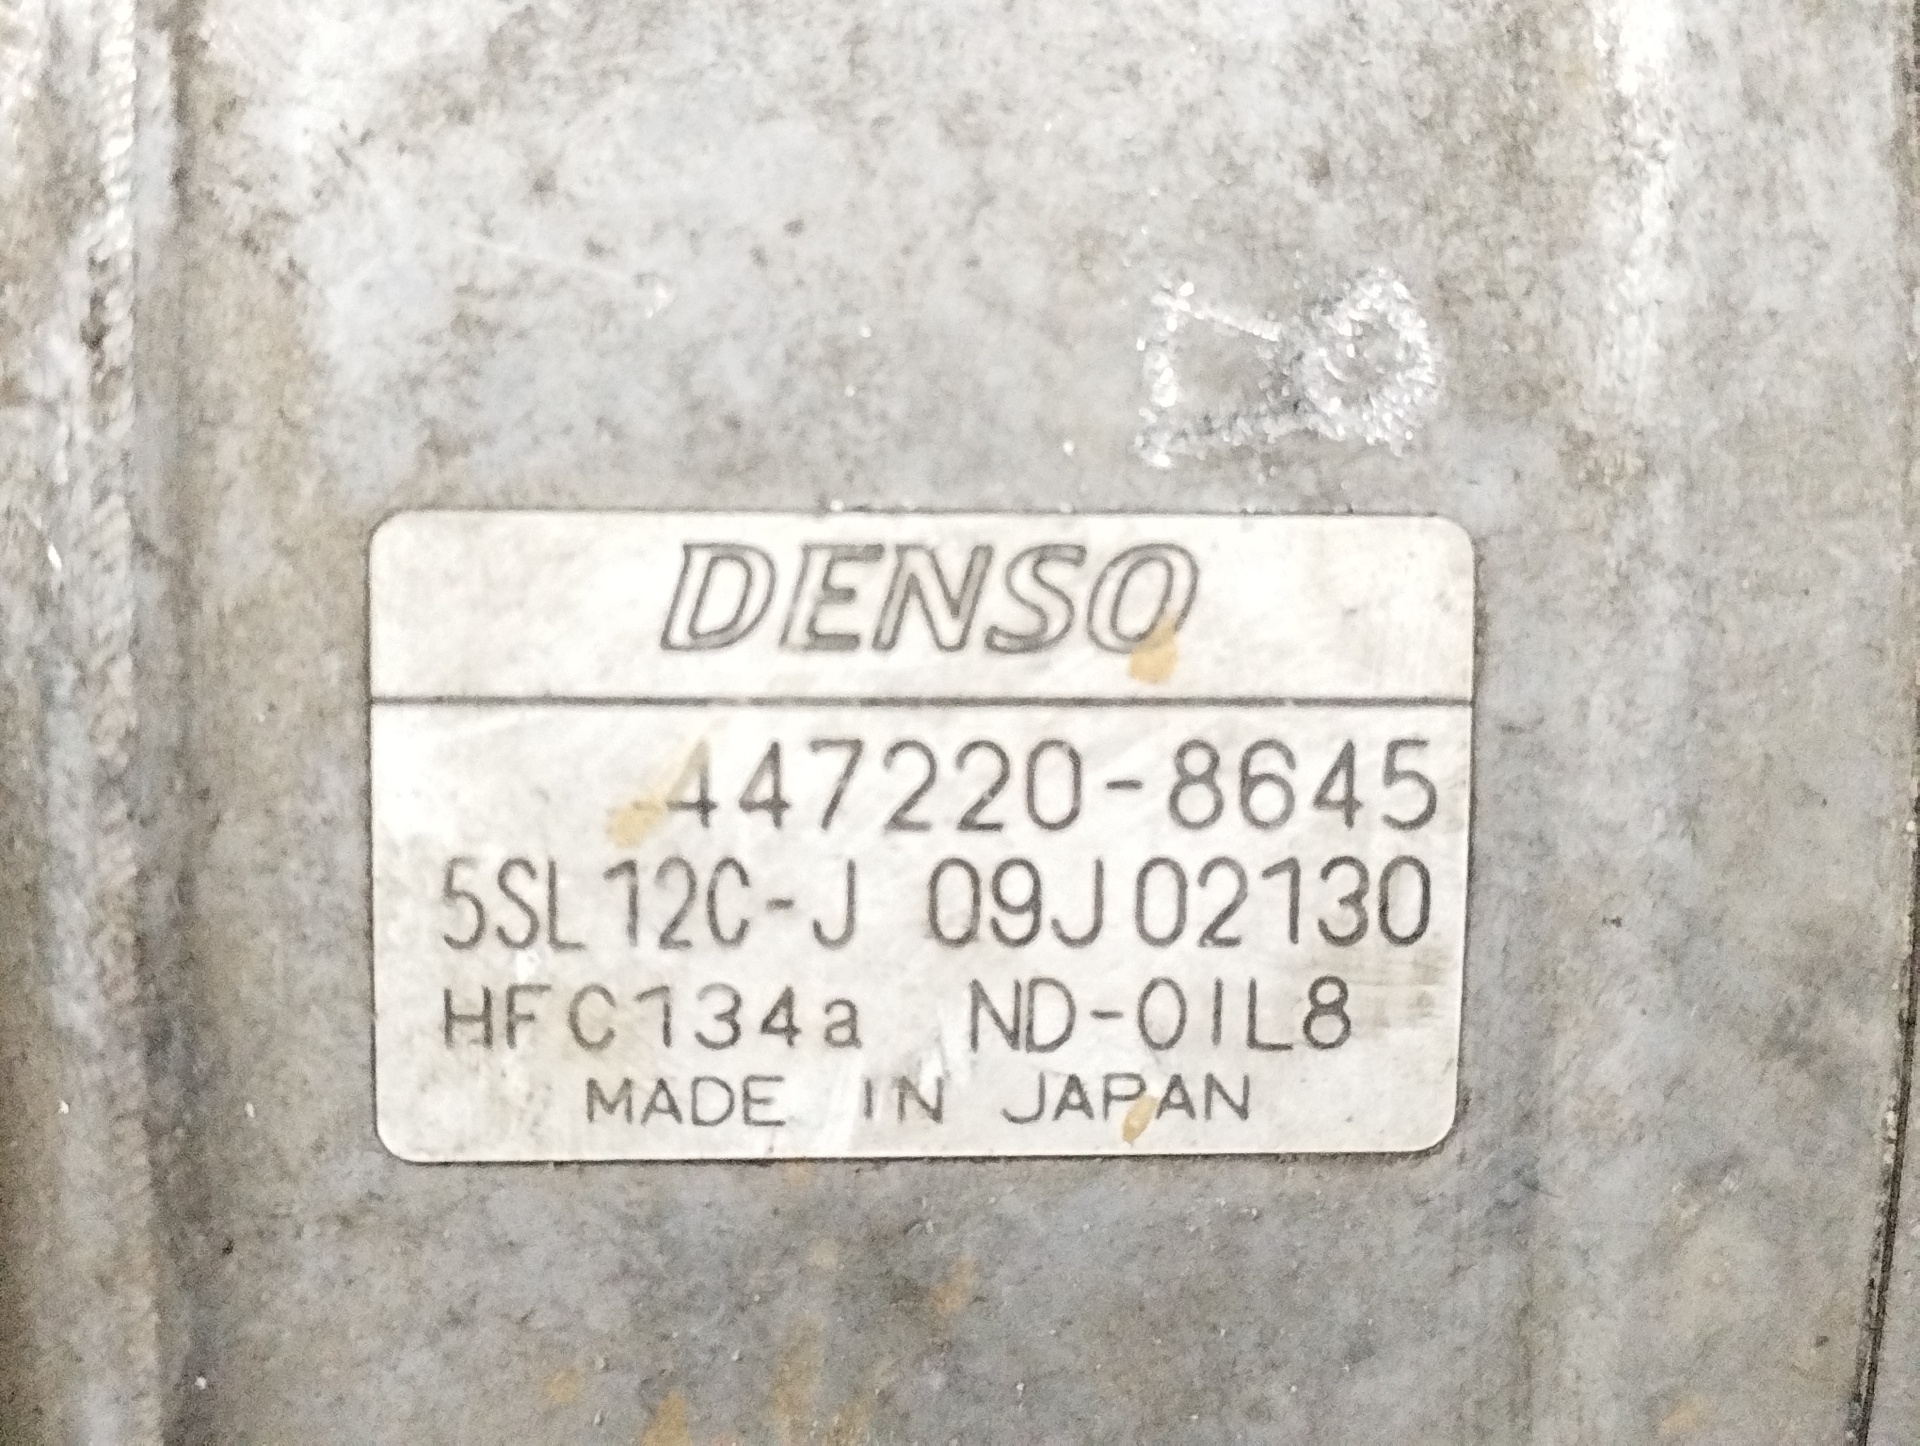 DENSO
447220-8645
5SL12C-J 09J02130
HFC134a ND-OIL8
MADE IN JAPAN